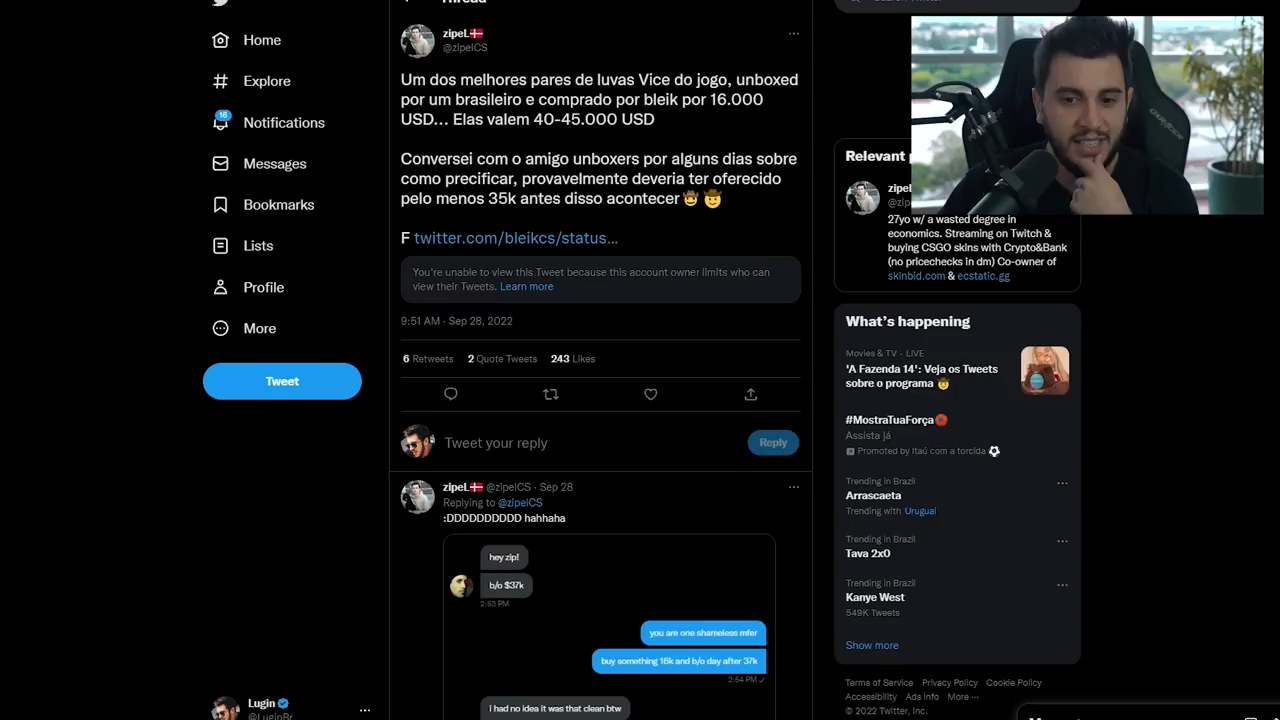 Home
Explore
16
Notifications
Messages
Bookmarks
Lists
Profile
More
Tweet
Lugin
@LuginBr
Thread
zipeL
@zipelCS
Um dos melhores pares de luvas Vice do jogo, unboxed
por um brasileiro e comprado por bleik por 16.000
USD... Elas valem 40-45.000 USD
Conversei com o amigo unboxers por alguns dias sobre
como precificar, provavelmente deveria ter oferecido
pelo menos 35k antes disso acontecer
F twitter.com/bleikcs/status...
You're unable to view this Tweet because this account owner limits who can
view their Tweets. Learn more
9:51 AM · Sep 28, 2022
6 Retweets 2 Quote Tweets 243 Likes
Tweet your reply
Reply
zipeL @zipelCS · Sep 28
Replying to @zipelCS
:DDDDDDDDDD hahhaha
hey zip!
b/o $37k
2:53 PM
you are one shameless mfer
buy something 16k and b/o day after 37k
2:54 PM
I had no idea it was that clean btw
Relevant
zipeL
27yo w/ a wasted degree in
economics. Streaming on Twitch &
buying CSGO skins with Crypto&Bank
(no pricechecks in dm) Co-owner of
skinbid.com & ecstatic.gg
What's happening
Movies & TV · LIVE
'A Fazenda 14': Veja os Tweets
sobre o programa
#MostraTuaForça
Assista já
Promoted by Itaú com a torcida
Trending in Brazil
Arrascaeta
Trending with Uruguai
Trending in Brazil
Tava 2x0
Trending in Brazil
Kanye West
549K Tweets
Show more
Terms of Service Privacy Policy Cookie Policy
Accessibility Ads info More ...
© 2022 Twitter, Inc.